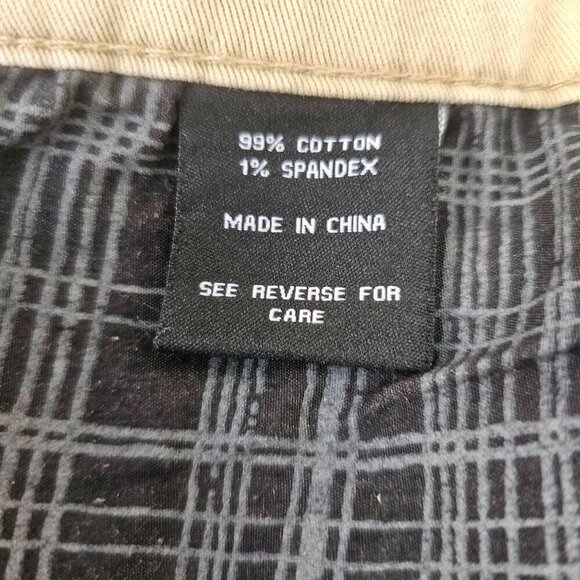 99% COTTON
1% SPANDEX
MADE IN CHINA
SEE REVERSE FOR
CARE